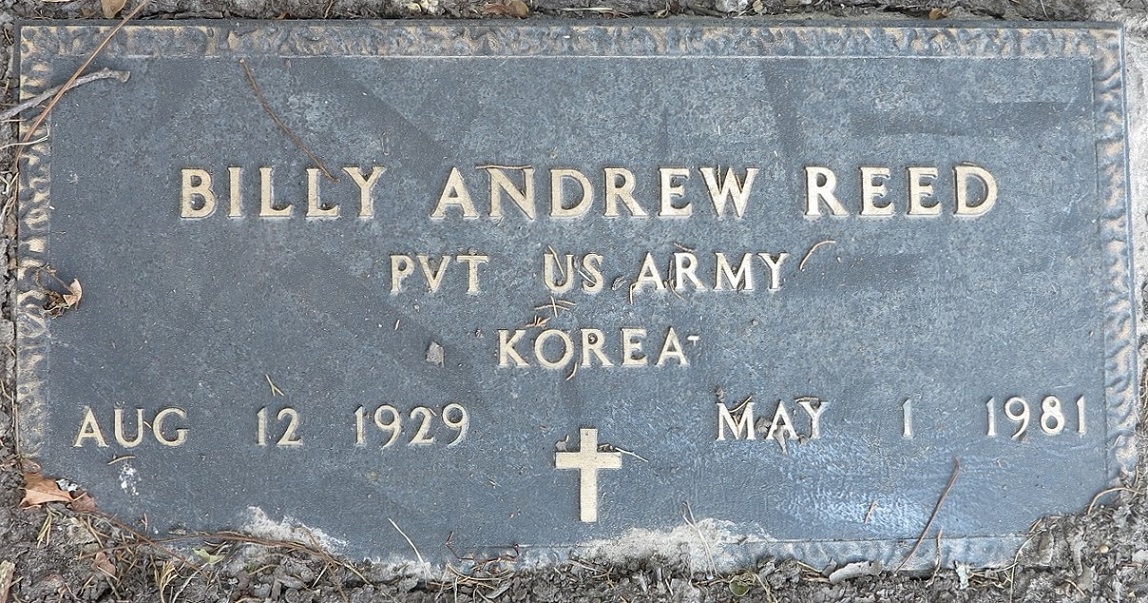 BILLY ANDREW REED
PVT US ARMY
KOREA
AUG 12 1929 MAY 1 1981